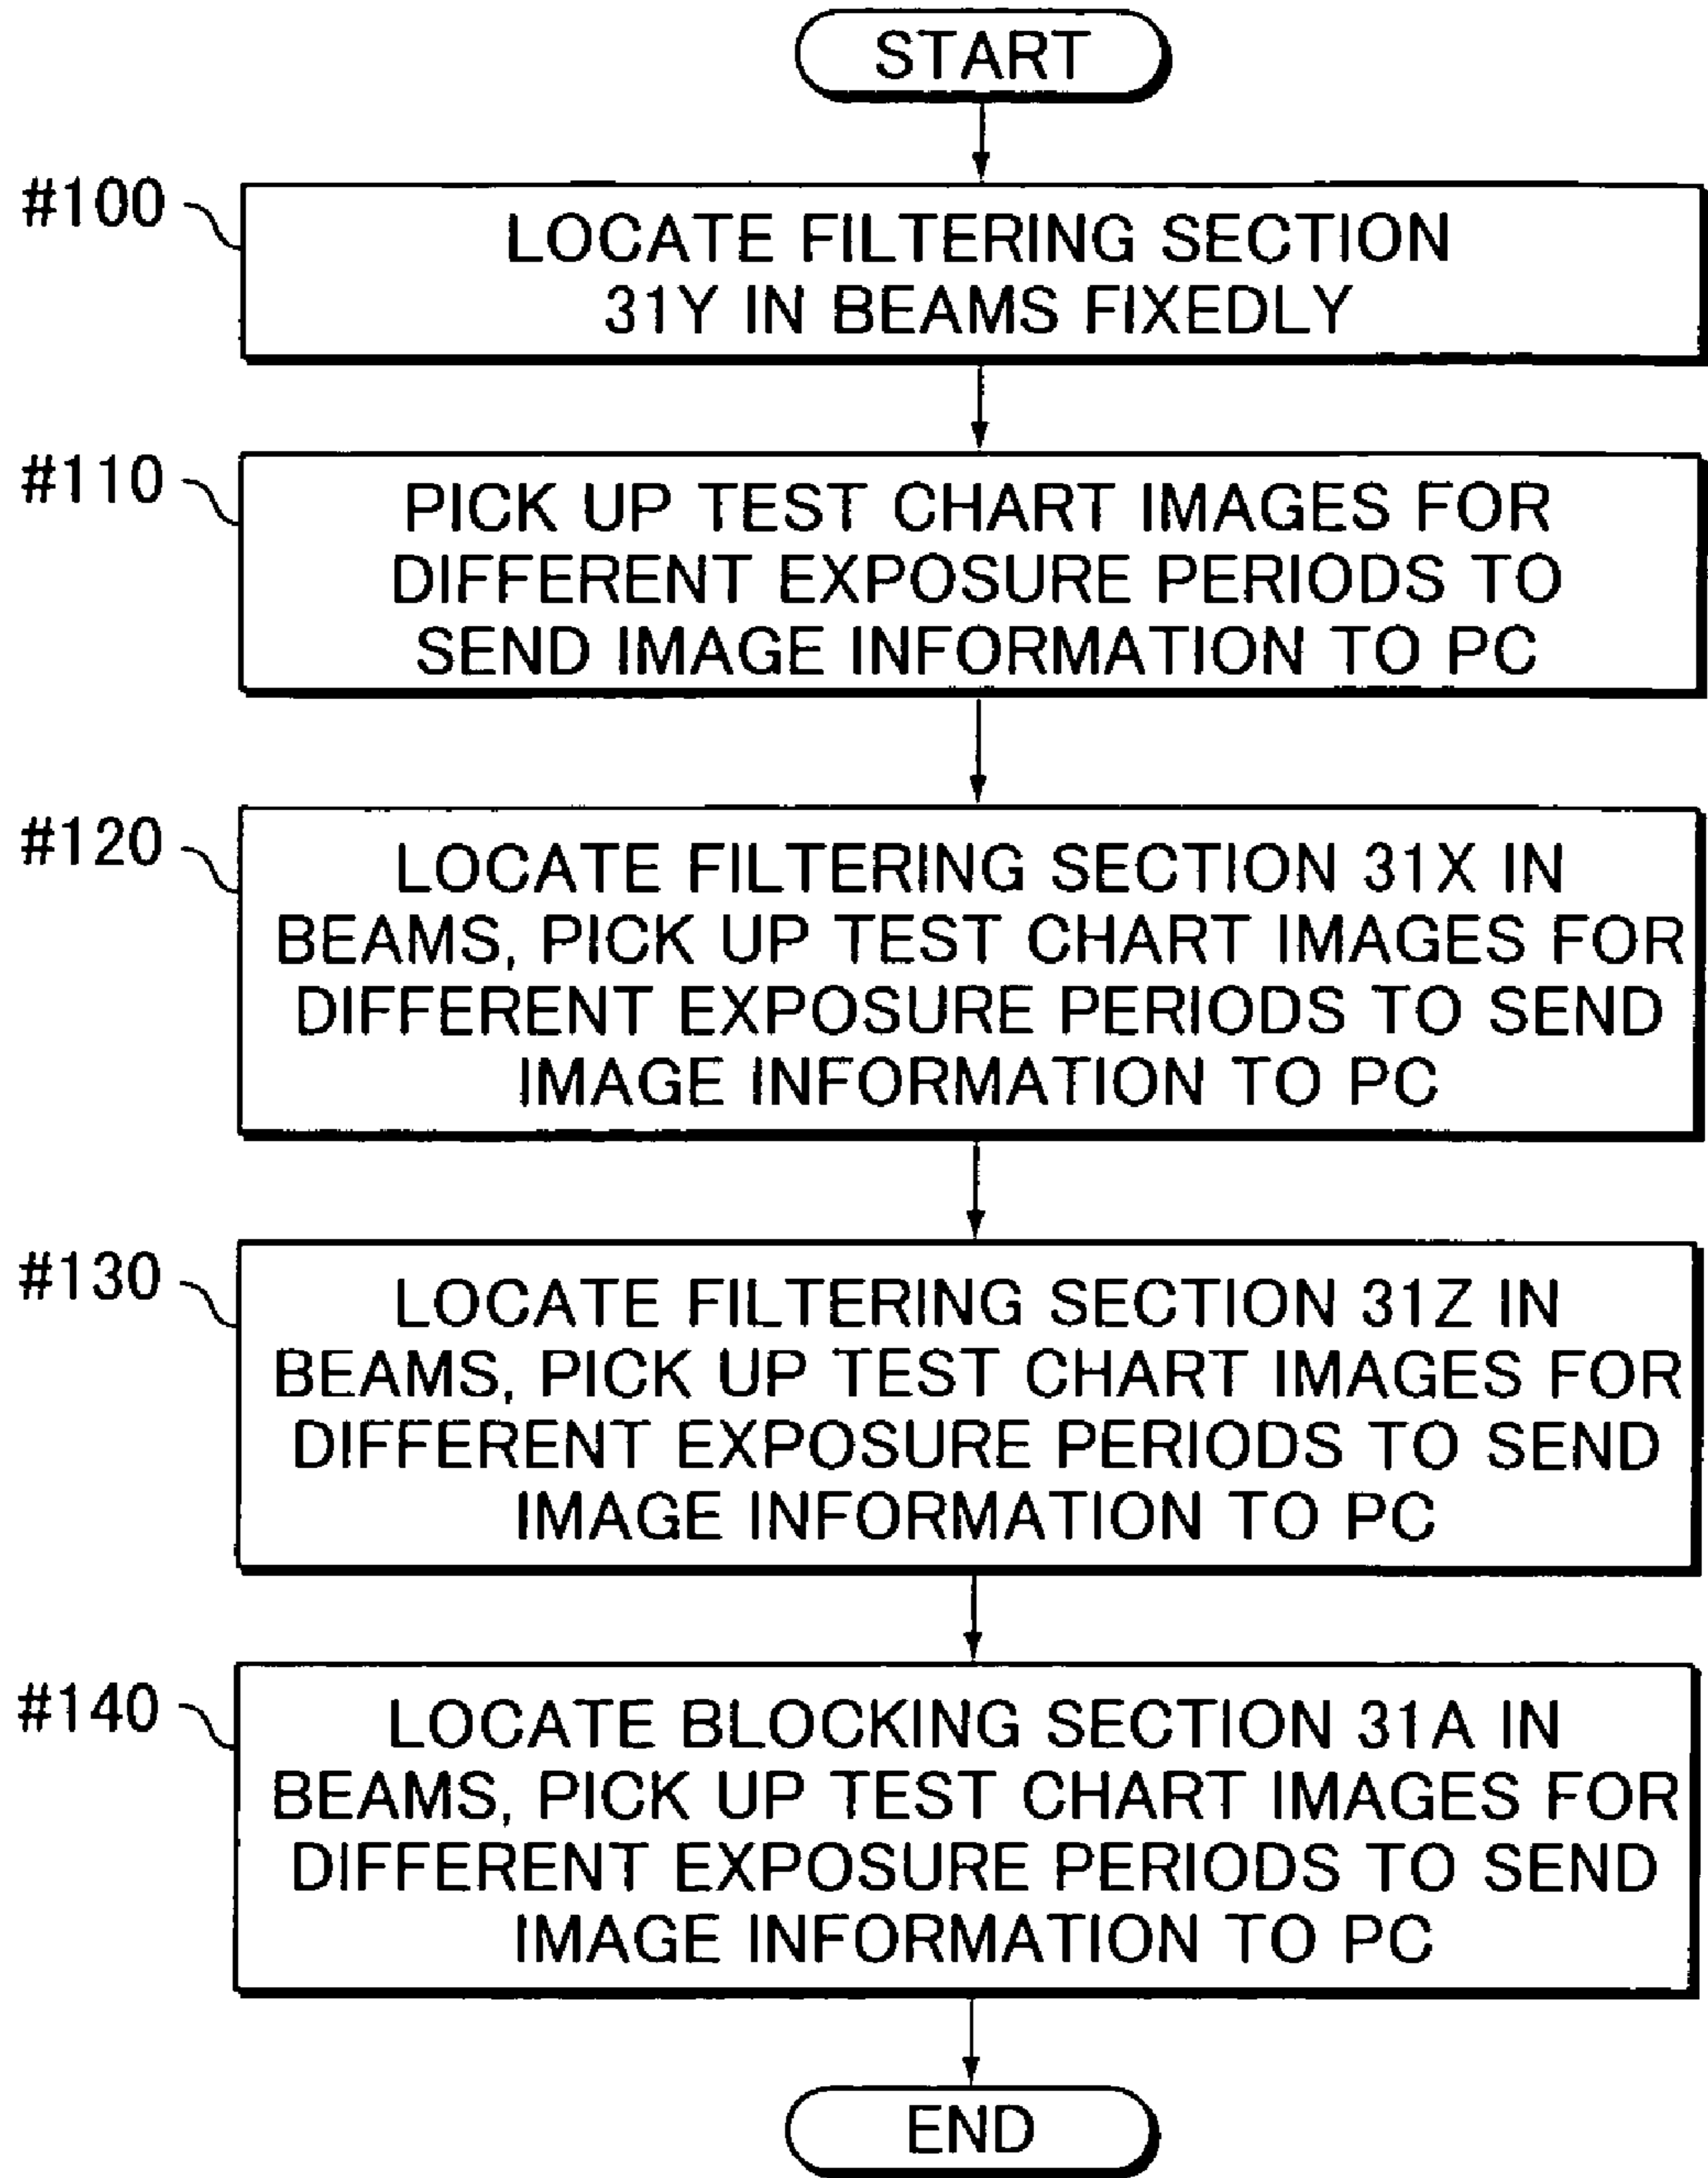 START
#100
LOCATE FILTERING SECTION
31Y IN BEAMS FIXEDLY
#110
PICK UP TEST CHART IMAGES FOR
DIFFERENT EXPOSURE PERIODS TO
SEND IMAGE INFORMATION TO PC
#120
LOCATE FILTERING SECTION 31X IN
BEAMS, PICK UP TEST CHART IMAGES FOR
DIFFERENT EXPOSURE PERIODS TO SEND
IMAGE INFORMATION TO PC
#130
LOCATE FILTERING SECTION 31Z IN
BEAMS, PICK UP TEST CHART IMAGES FOR
DIFFERENT EXPOSURE PERIODS TO SEND
IMAGE INFORMATION TO PC
#140
LOCATE BLOCKING SECTION 31A IN
BEAMS, PICK UP TEST CHART IMAGES FOR
DIFFERENT EXPOSURE PERIODS TO SEND
IMAGE INFORMATION TO PC
END